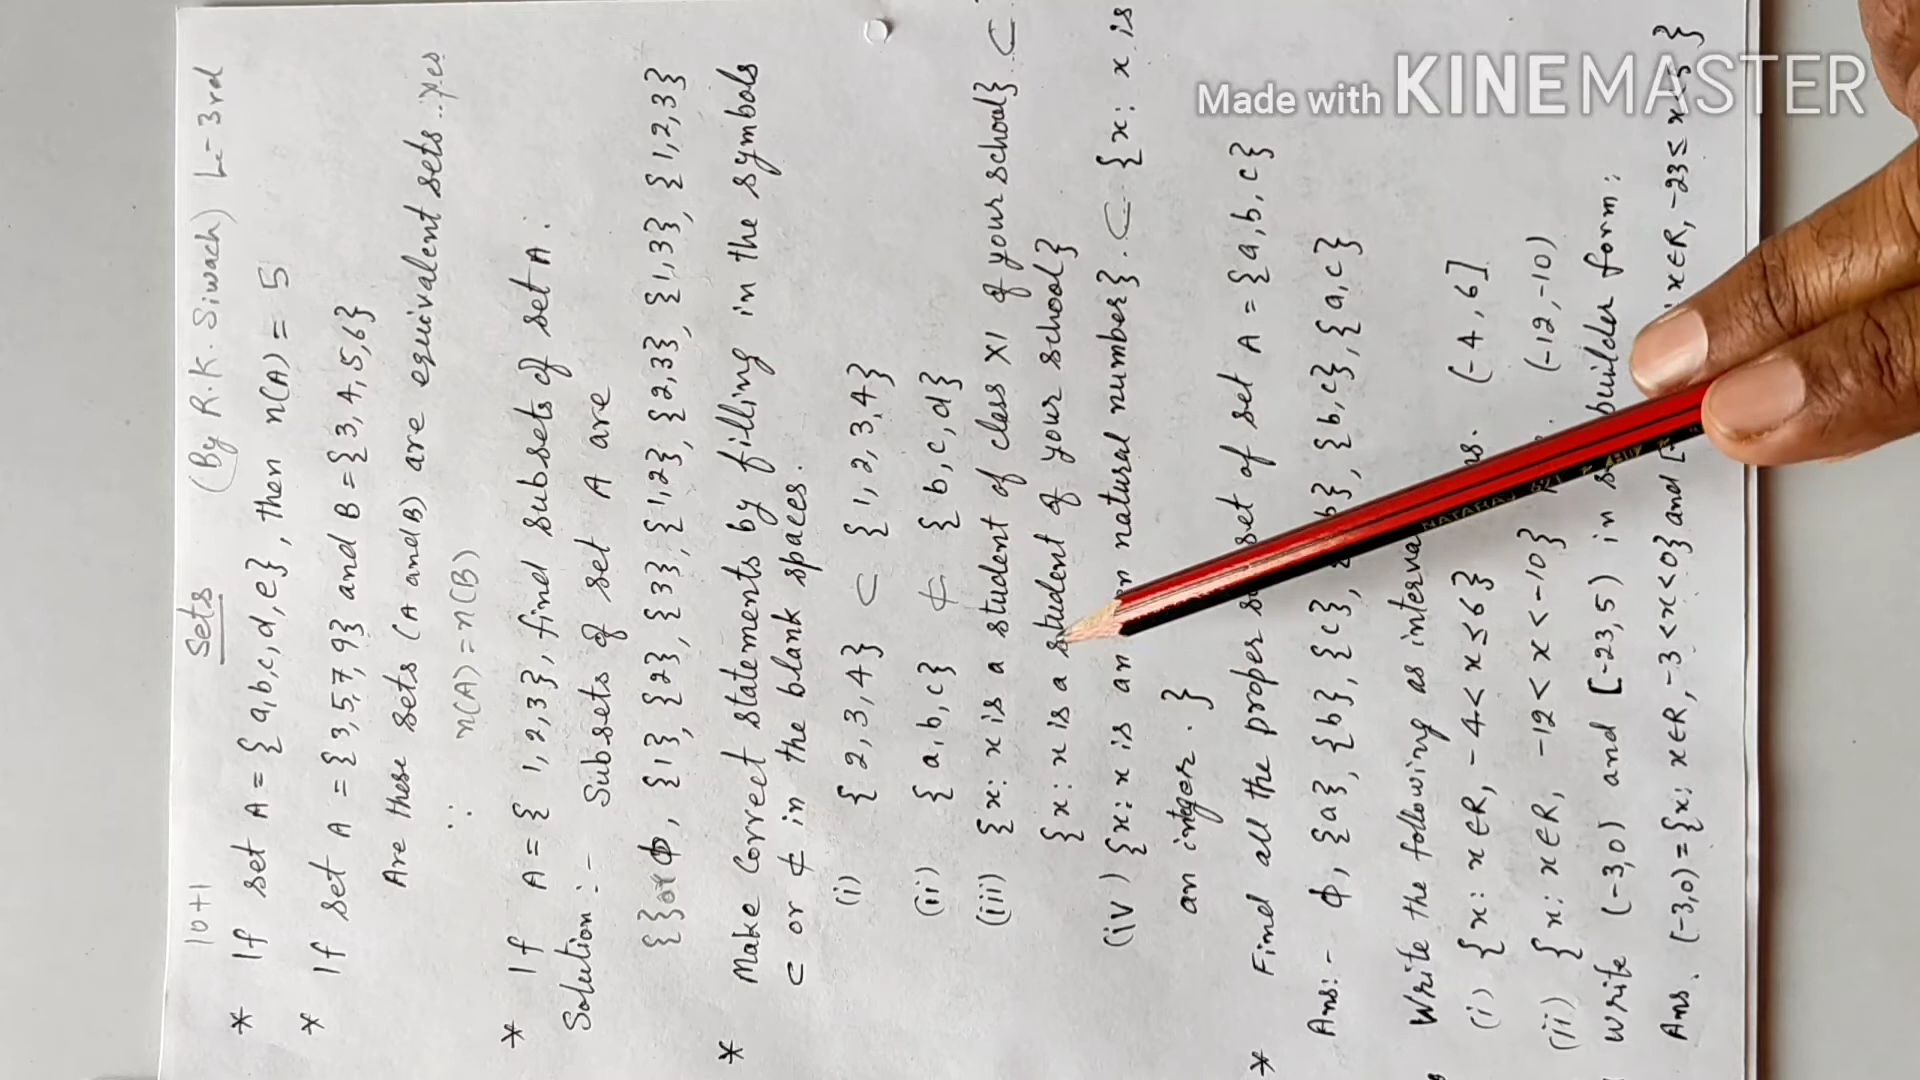 10+1 Sets (By R.K. Siwach) L-3rd
* If set A = {a,b,c,d,e}, then n(A) = 5
* If set A = {3,5,7,9} and B = {3,4,5,6}
Are these sets (A and B) are equivalent sets...yes
∵ n(A) = n(B)
* If A = {1,2,3}, find subsets of set A.
Solution:- Subsets of set A are
{ } or ϕ, {1}, {2}, {3}, {1,2}, {2,3}, {1,3}, {1,2,3}
* Make Correct statements by filling in the symbols
⊂ or ⊄ in the blank spaces.
(i) {2,3,4} ⊂ {1,2,3,4}
(ii) {a,b,c} ⊄ {b,c,d}
(iii) {x: x is a student of class XI of your school} ⊂
{x: x is a student of your school}
(iv) {x: x is an natural number} ⊂ {x: x is
an integer.}
* Find all the proper set of set A = {a,b,c}
Ans:- ϕ, {a}, {b}, {c}, {b,c}, {a,c}
Write the following as
(i) {x: x ∈ R, -4 < x ≤ 6} (-4, 6]
(ii) {x: x ∈ R, -12 < x < -10} (-12, -10)
Write (-3,0) and [-23,5) in builder form:
Ans. (-3,0) = {x: x ∈ R, -3 < x < 0} and x ∈ R, -23 ≤ x < 5}
Made with KINEMASTER
NATARAJ 621